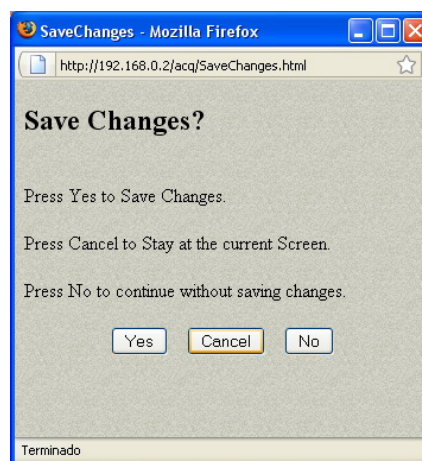 SaveChanges - Mozilla Firefox
http://192.168.0.2/acq/SaveChanges.html
Save Changes?
Press Yes to Save Changes.
Press Cancel to Stay at the current Screen.
Press No to continue without saving changes.
Yes Cancel No
Terminado